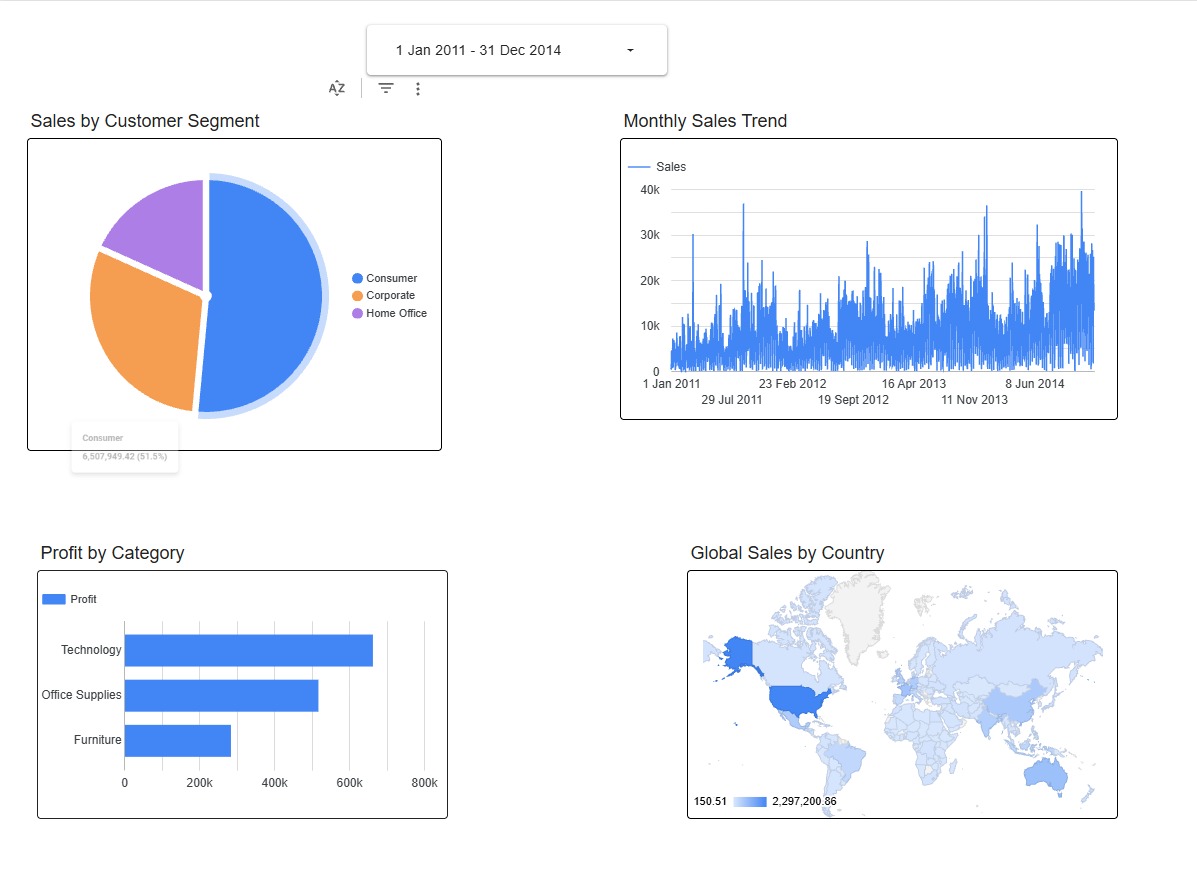 1 Jan 2011 - 31 Dec 2014
AZ
Sales by Customer Segment
Consumer
Corporate
Home Office
Consumer
6,507,949.42 (51.5%)
Monthly Sales Trend
Sales
40k
30k
20k
10k
0
1 Jan 2011
23 Feb 2012
16 Apr 2013
8 Jun 2014
29 Jul 2011
19 Sept 2012
11 Nov 2013
Profit by Category
Profit
Technology
Office Supplies
Furniture
0
200k
400k
600k
800k
Global Sales by Country
150.51
2,297,200.86